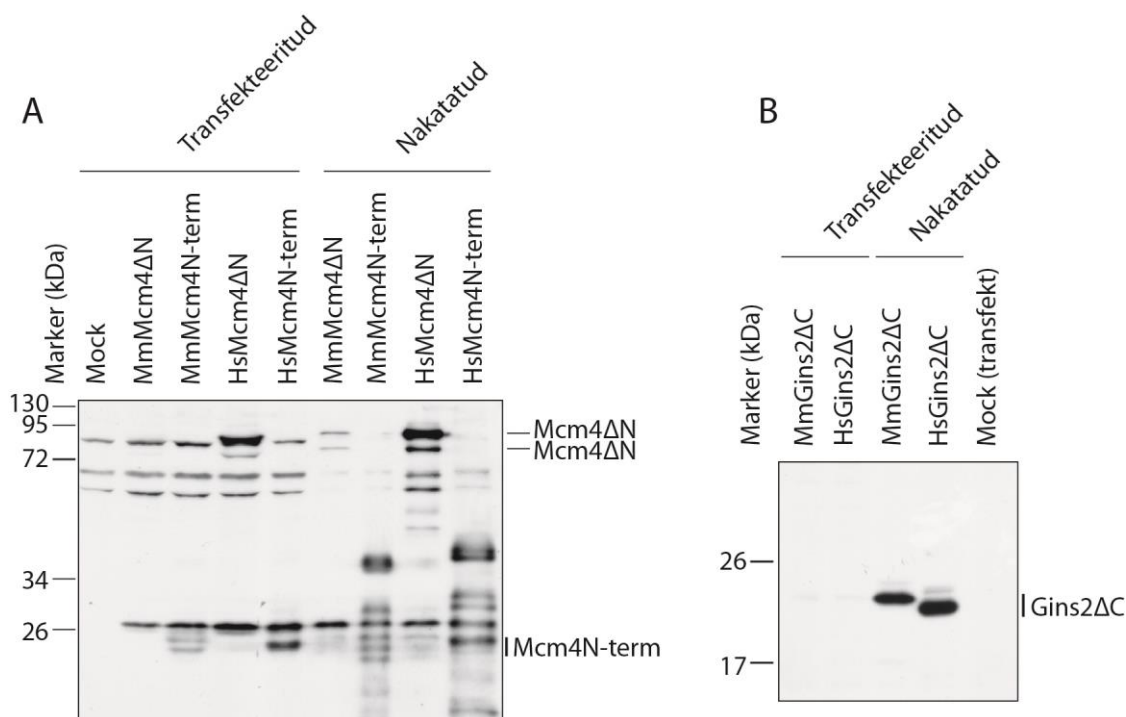 A
Transfekteeritud
Nakatatud
Marker (kDa)
Mock
MmMcm4ΔN
MmMcm4N-term
HsMcm4ΔN
HsMcm4N-term
MmMcm4ΔN
MmMcm4N-term
HsMcm4ΔN
HsMcm4N-term
130
95
72
34
26
Mcm4ΔN
Mcm4ΔN
Mcm4N-term
B
Transfekteeritud
Nakatatud
Marker (kDa)
MmGins2ΔC
HsGins2ΔC
MmGins2ΔC
HsGins2ΔC
Mock (transfekt)
26
17
Gins2ΔC